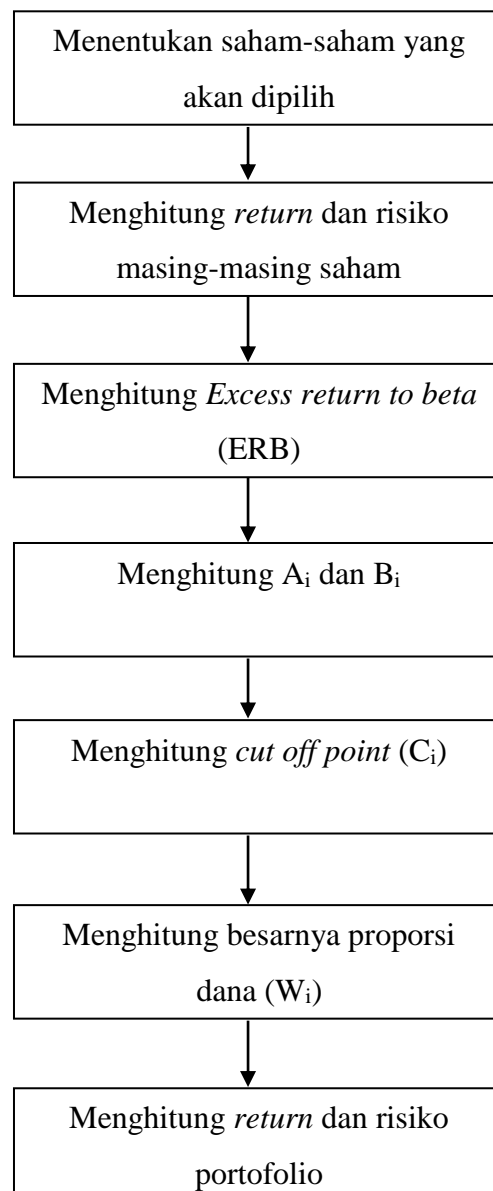 Menentukan saham-saham yang
akan dipilih
Menghitung return dan risiko
masing-masing saham
Menghitung Excess return to beta
(ERB)
Menghitung Ai dan Bi
Menghitung cut off point (Ci)
Menghitung besarnya proporsi
dana (Wi)
Menghitung return dan risiko
portofolio